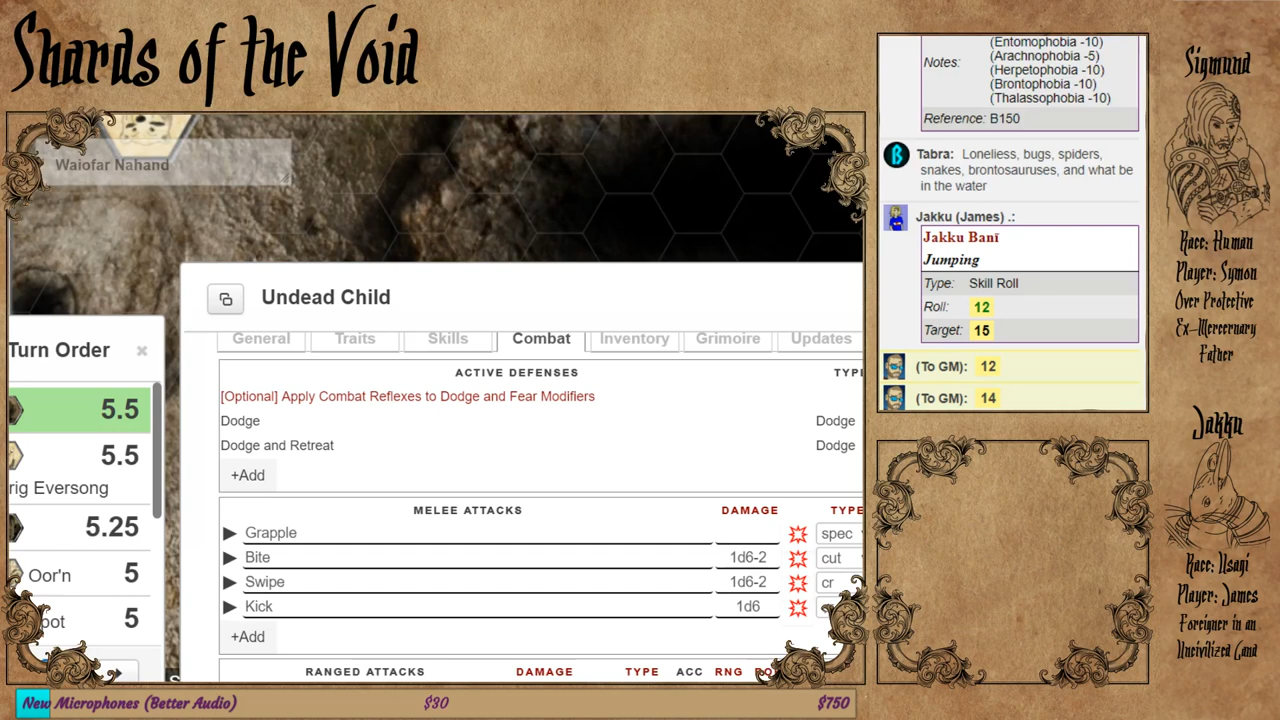 Shards of the Void
Waiofar Nahand
Turn Order
5.5
5.5
rig Eversong
5.25
Oor'n
5
oot
5
Undead Child
General
Traits
Skills
Combat
Inventory
Grimoire
Updates
ACTIVE DEFENSES
[Optional] Apply Combat Reflexes to Dodge and Fear Modifiers
Dodge
Dodge
Dodge and Retreat
Dodge
+Add
MELEE ATTACKS
DAMAGE
TYPE
Grapple
spec
Bite
1d6-2
cut
Swipe
1d6-2
cr
Kick
1d6
+Add
RANGED ATTACKS
DAMAGE
TYPE
ACC
RNG
(Entomophobia -10)
(Arachnophobia -5)
Notes: (Herpetophobia -10)
(Brontophobia -10)
(Thalassophobia -10)
Reference: B150
Tabra: Loneliess, bugs, spiders,
snakes, brontosauruses, and what be
in the water
Jakku (James) .:
Jakku Banī
Jumping
Type: Skill Roll
Roll: 12
Target: 15
(To GM): 12
(To GM): 14
Sigmund
Race: Human
Player: Symon
Over Protective
Ex-Mercernary
Father
Jakku
Race: Usagi
Player: James
Foreigner in an
Uncivilized Land
New Microphones (Better Audio)
$30
$750